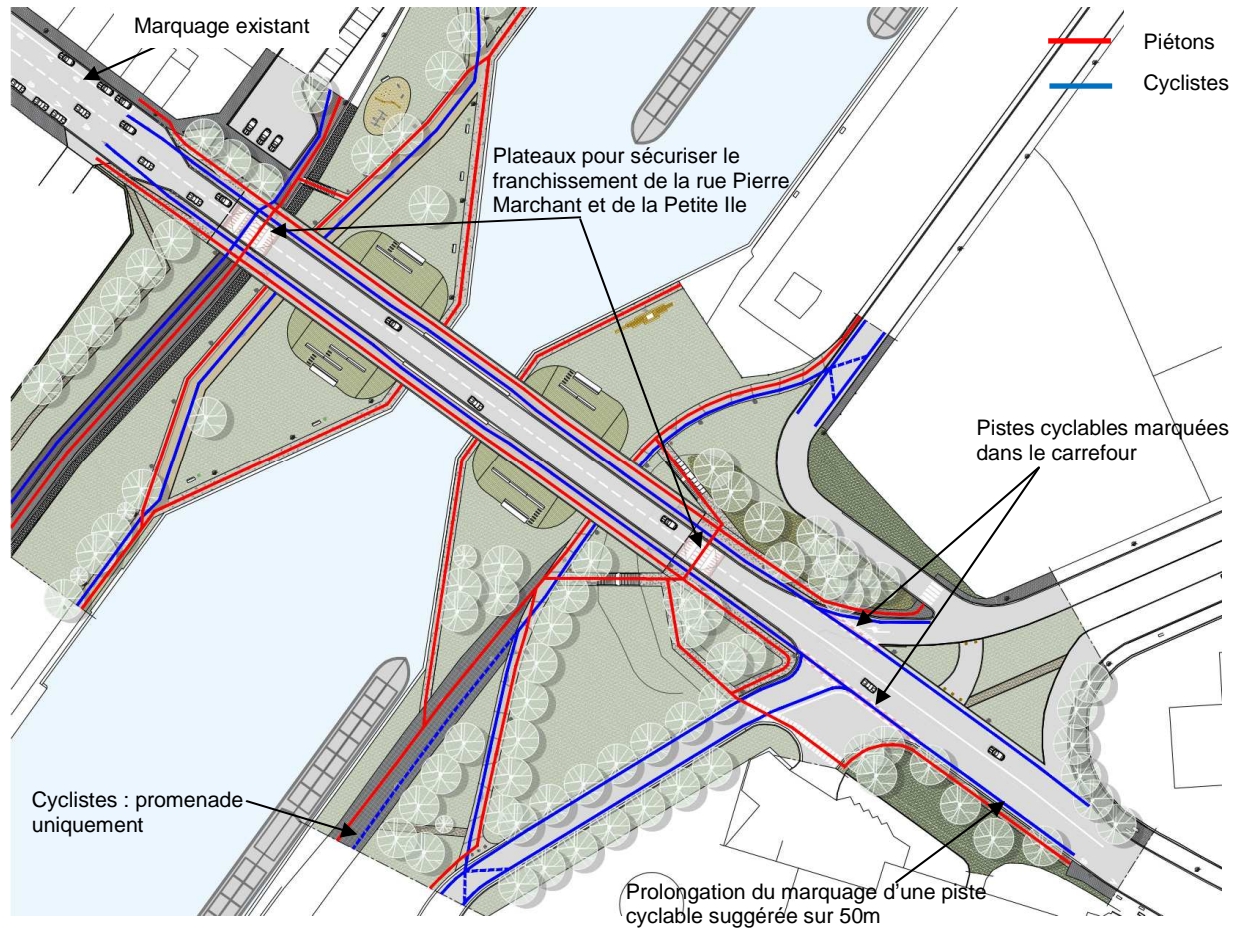 Marquage existant
Piétons
Cyclistes
Plateaux pour sécuriser le
franchissement de la rue Pierre
Marchant et de la Petite Ile
Pistes cyclables marquées
dans le carrefour
Cyclistes : promenade
uniquement
Prolongation du marquage d'une piste
cyclable suggérée sur 50m